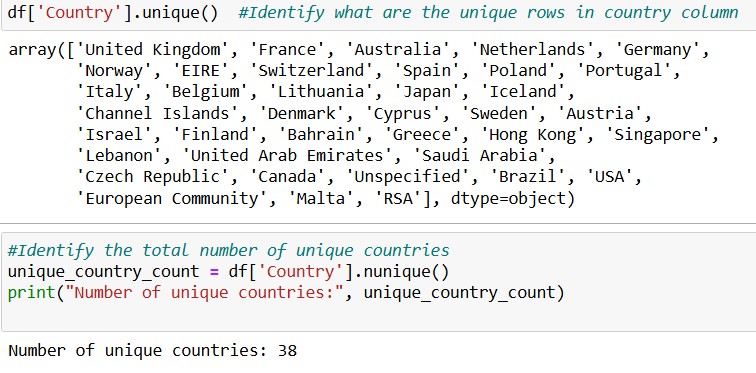 df['Country'].unique()  #Identify what are the unique rows in country column
array(['United Kingdom', 'France', 'Australia', 'Netherlands', 'Germany',
'Norway', 'EIRE', 'Switzerland', 'Spain', 'Poland', 'Portugal',
'Italy', 'Belgium', 'Lithuania', 'Japan', 'Iceland',
'Channel Islands', 'Denmark', 'Cyprus', 'Sweden', 'Austria',
'Israel', 'Finland', 'Bahrain', 'Greece', 'Hong Kong', 'Singapore',
'Lebanon', 'United Arab Emirates', 'Saudi Arabia',
'Czech Republic', 'Canada', 'Unspecified', 'Brazil', 'USA',
'European Community', 'Malta', 'RSA'], dtype=object)
#Identify the total number of unique countries
unique_country_count = df['Country'].nunique()
print("Number of unique countries:", unique_country_count)
Number of unique countries: 38